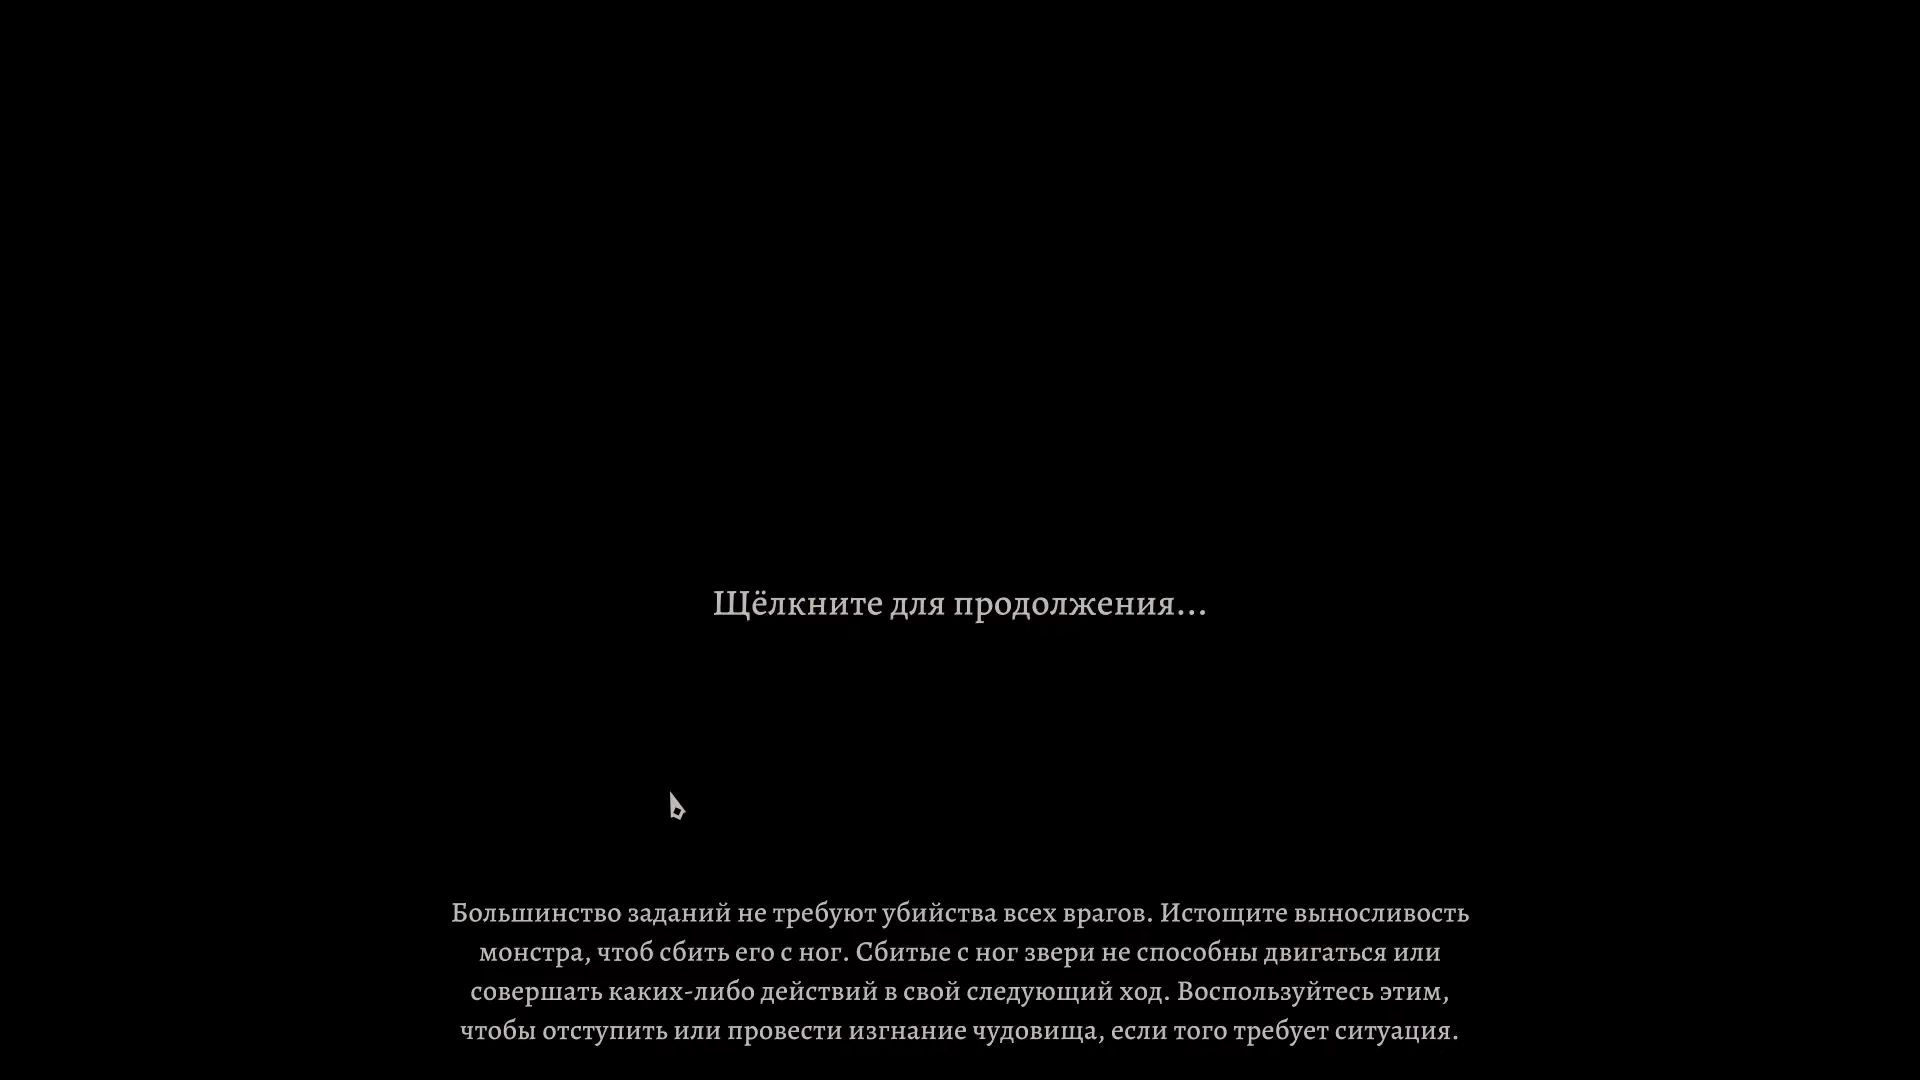 Щёлкните для продолжения...
Большинство заданий не требуют убийства всех врагов. Истощите выносливость
монстра, чтоб сбить его с ног. Сбитые с ног звери не способны двигаться или
совершать каких-либо действий в свой следующий ход. Воспользуйтесь этим,
чтобы отступить или провести изгнание чудовища, если того требует ситуация.